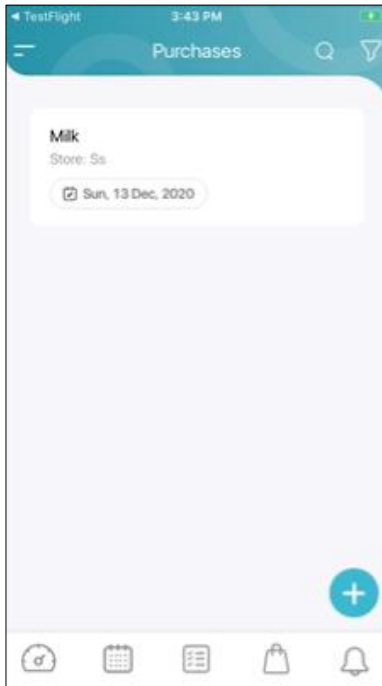 TestFlight 3:43 PM
Purchases
Milk
Store: Ss
Sun, 13 Dec, 2020